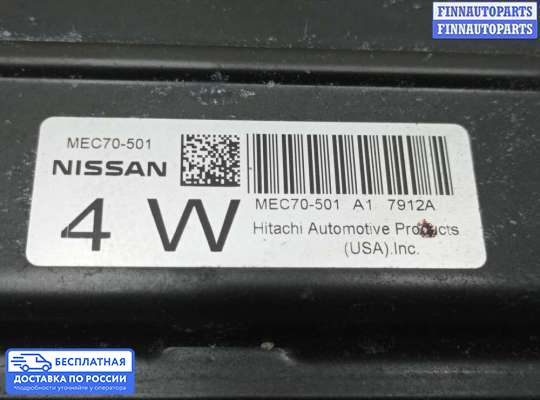 FINNAUTOPARTS
FINNAUTOPARTS
MEC70-501
NISSAN
4 W
MEC70-501 A1 7912A
Hitachi Automotive Products
(USA).Inc.
БЕСПЛАТНАЯ
ДОСТАВКА ПО РОССИИ
подробности уточняйте у оператора